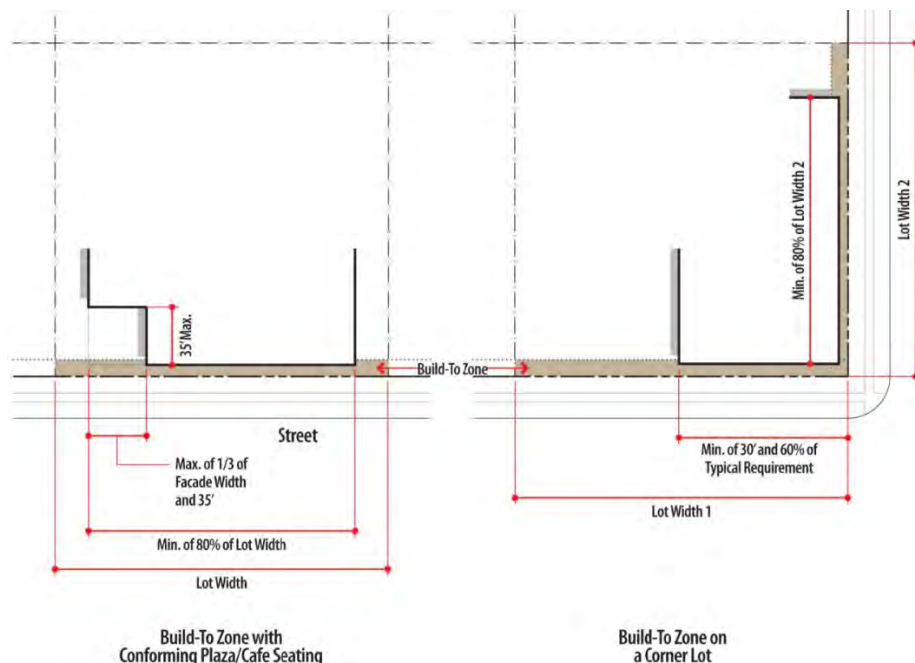 35' Max.
Build-To Zone
Street
Max. of 1/3 of
Facade Width
and 35'
Min. of 80% of Lot Width
Lot Width
Build-To Zone with
Conforming Plaza/Cafe Seating
Min. of 80% of Lot Width 2
Lot Width 2
Min. of 30' and 60% of
Typical Requirement
Lot Width 1
Build-To Zone on
a Corner Lot